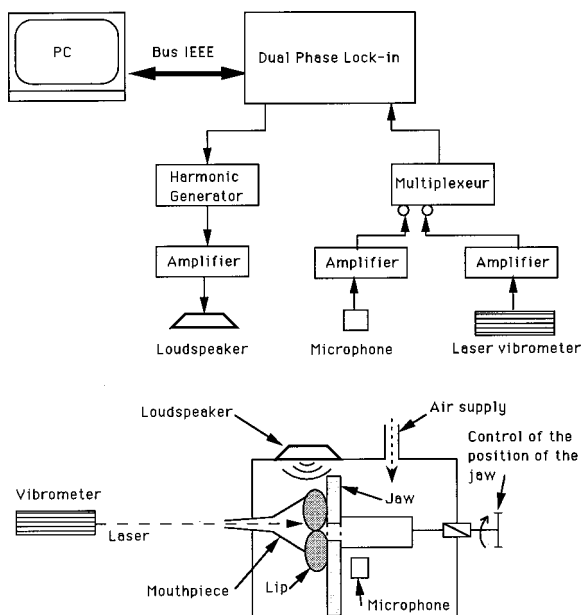 PC
Bus IEEE
Dual Phase Lock-in
Harmonic
Generator
Multiplexeur
Amplifier
Amplifier
Amplifier
Loudspeaker
Microphone
Laser vibrometer
Loudspeaker
Air supply
Control of the
position of the
jaw
Vibrometer
Jaw
Laser
Mouthpiece
Lip
Microphone